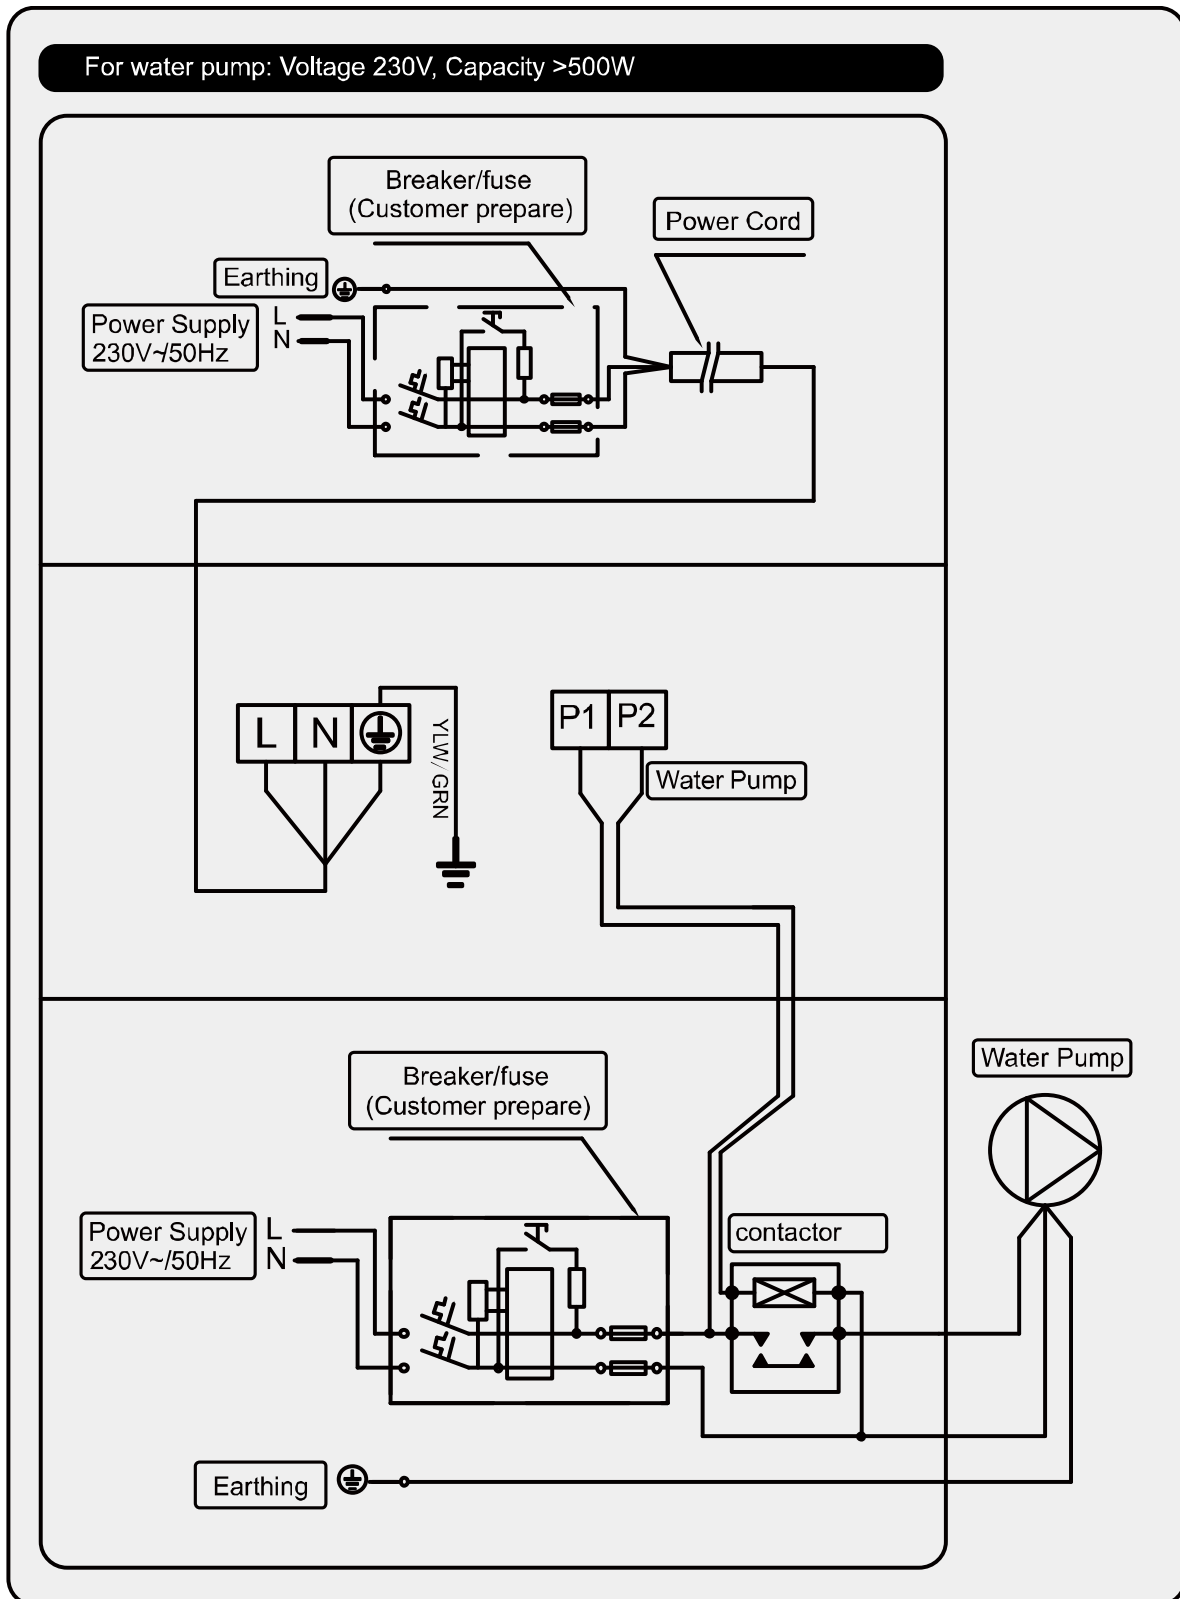 For water pump: Voltage 230V, Capacity >500W
Breaker/fuse
(Customer prepare)
Power Cord
Earthing
Power Supply
230V~/50Hz
L
N
L N
YLW/GRN
P1 P2
Water Pump
Water Pump
Breaker/fuse
(Customer prepare)
Power Supply
230V~/50Hz
L
N
contactor
Earthing